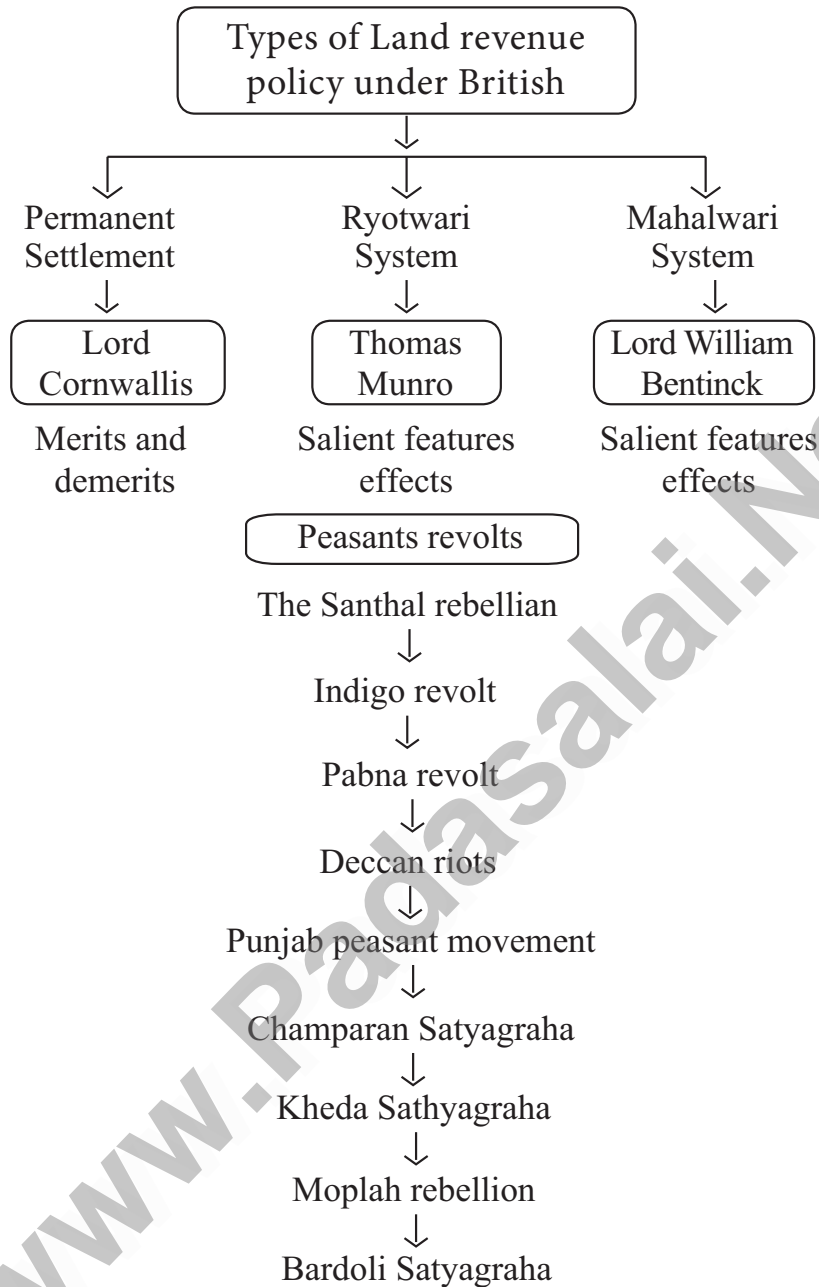 Types of Land revenue
policy under British
Permanent
Settlement
Ryotwari
System
Mahalwari
System
Lord
Cornwallis
Thomas
Munro
Lord William
Bentinck
Merits and
demerits
Salient features
effects
Salient features
effects
Peasants revolts
The Santhal rebellian
Indigo revolt
Pabna revolt
Deccan riots
Punjab peasant movement
Champaran Satyagraha
Kheda Sathyagraha
Moplah rebellion
Bardoli Satyagraha
www.Padasalai.Ne